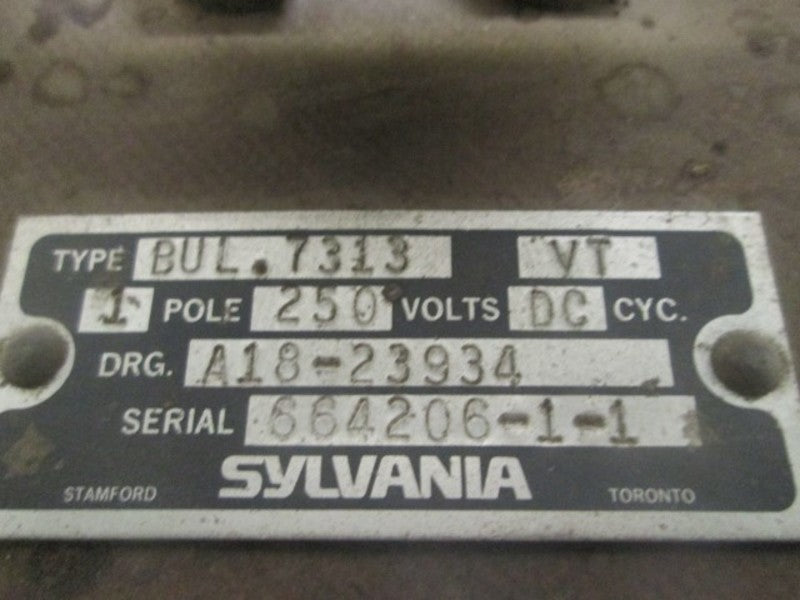 TYPE BUL. 7313 VT
1 POLE 250 VOLTS DC CYC.
DRG. A18-23934
SERIAL 664206-1-1
SYLVANIA
STAMFORD TORONTO